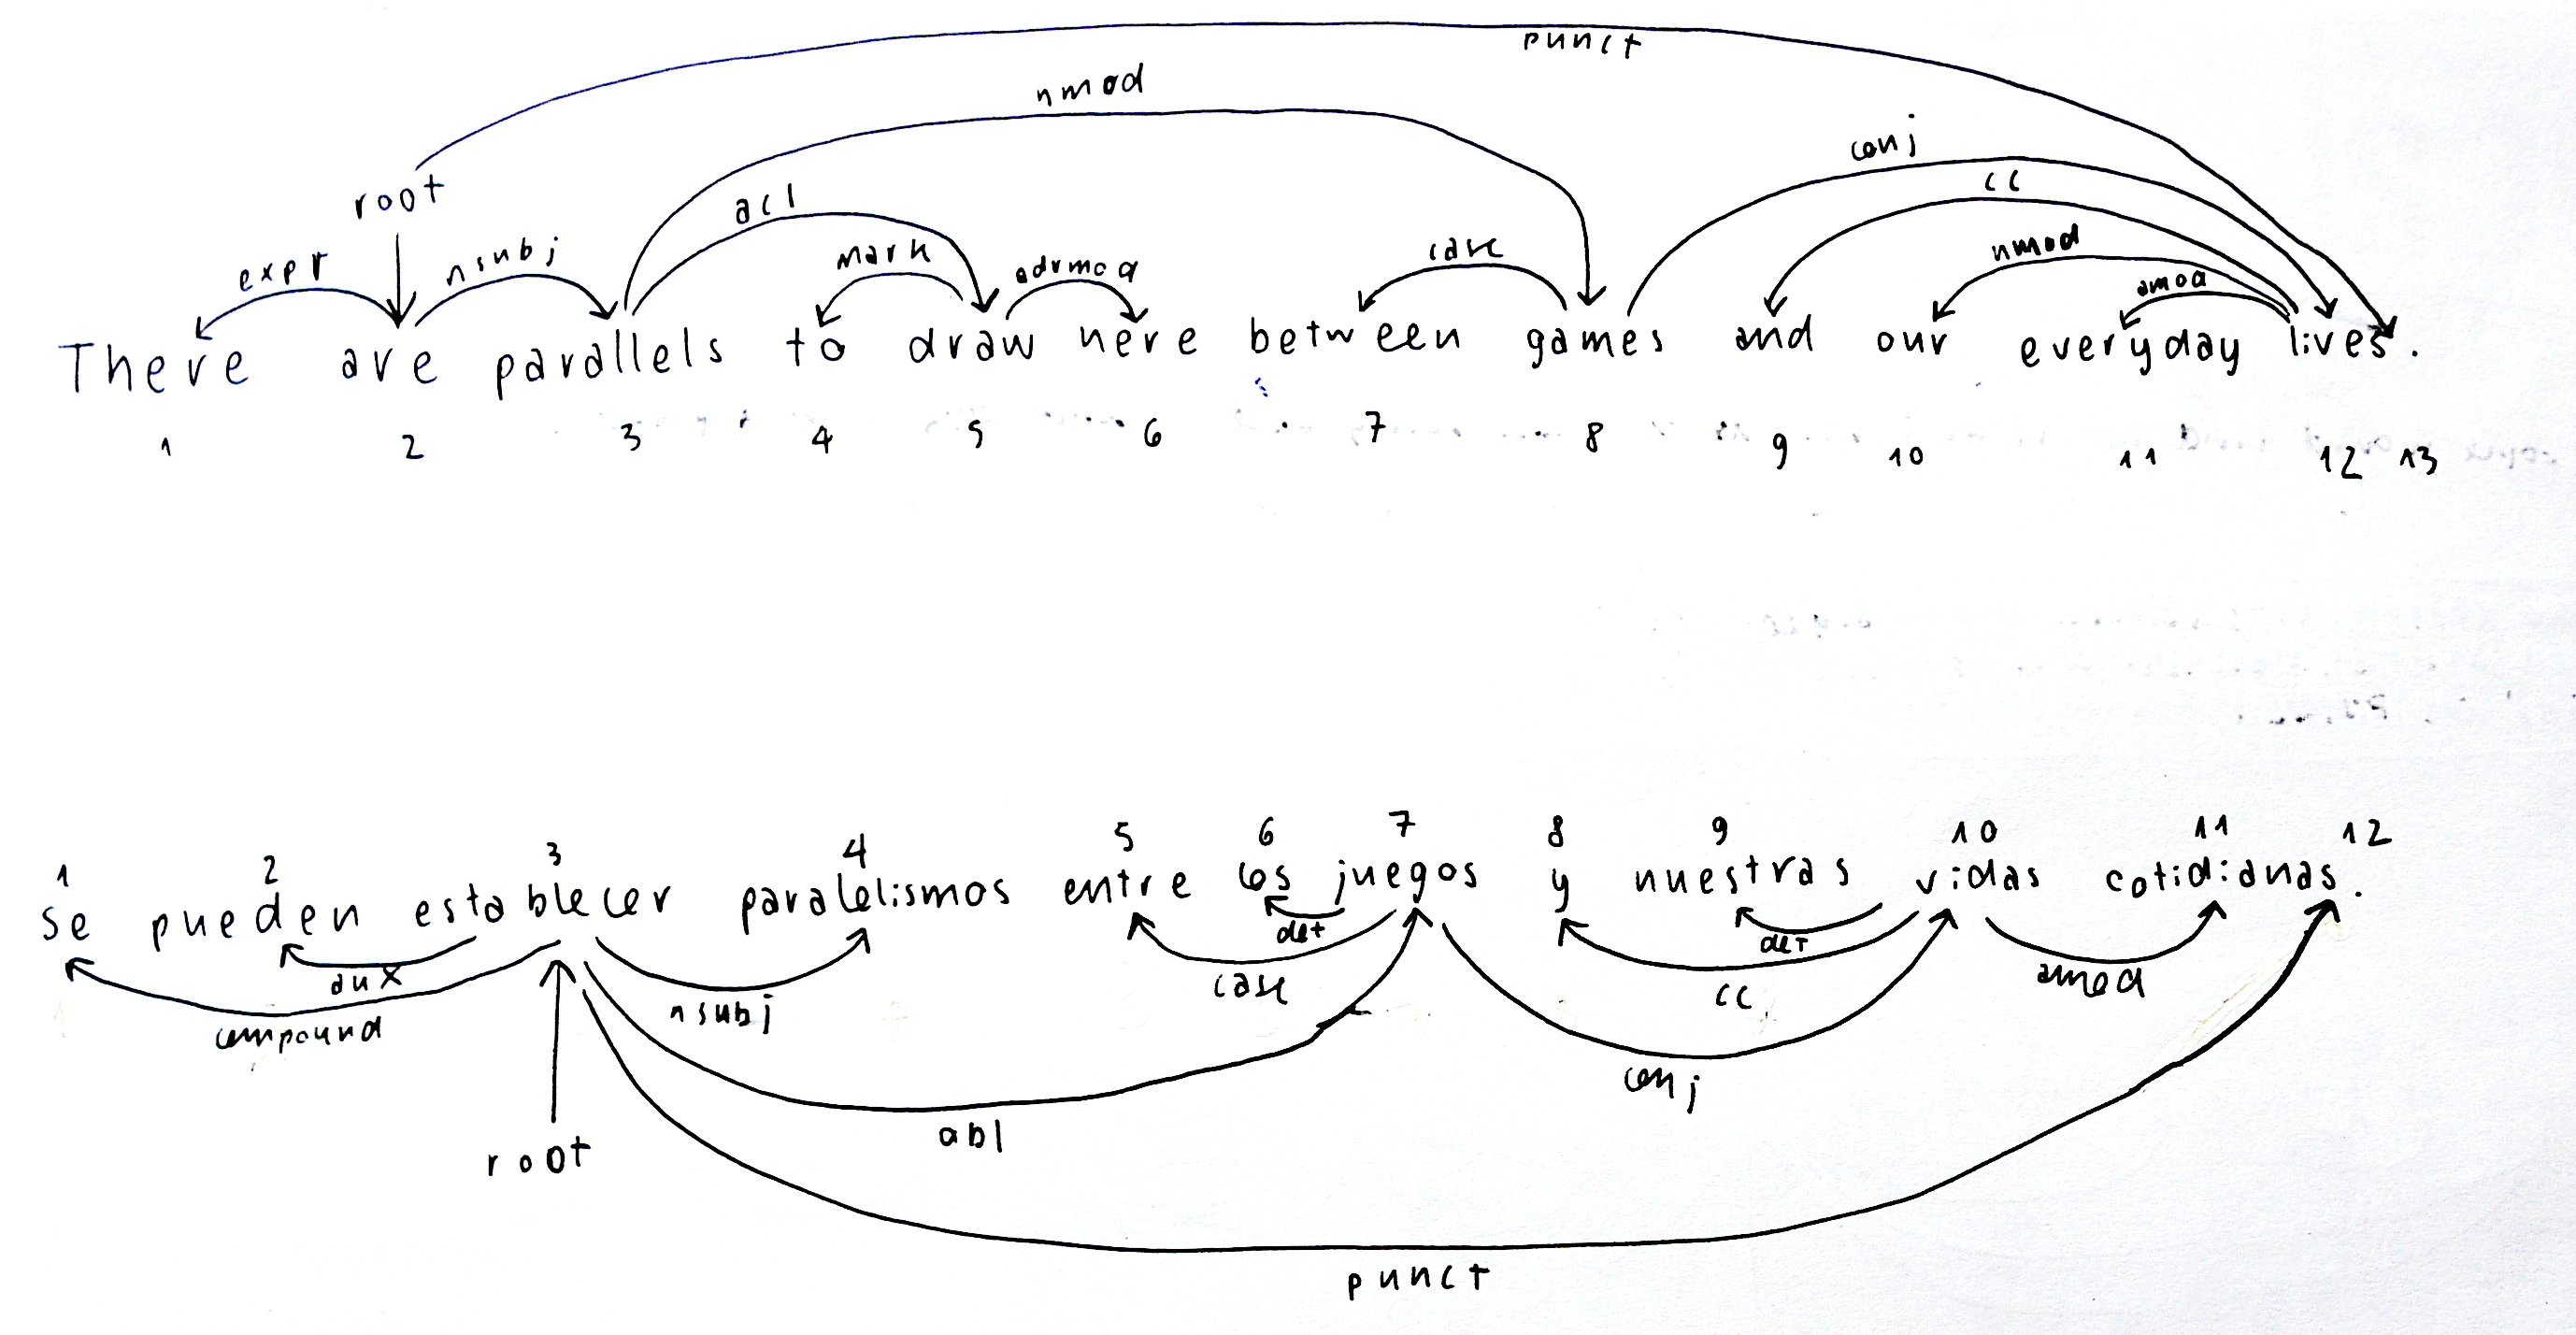 punct
nmod
conj
cc
root
acl
nmod
expr
nsubj
mark
advmod
case
amod
There are parallels to draw here between games and our everyday lives.
1 2 3 4 5 6 7 8 9 10 11 12 13
1 2 3 4 5 6 7 8 9 10 11 12
se pueden establecer paralelismos entre los juegos y nuestras vidas cotidianas.
det
det
aux
case
cc
amod
compound
nsubj
conj
obl
root
punct